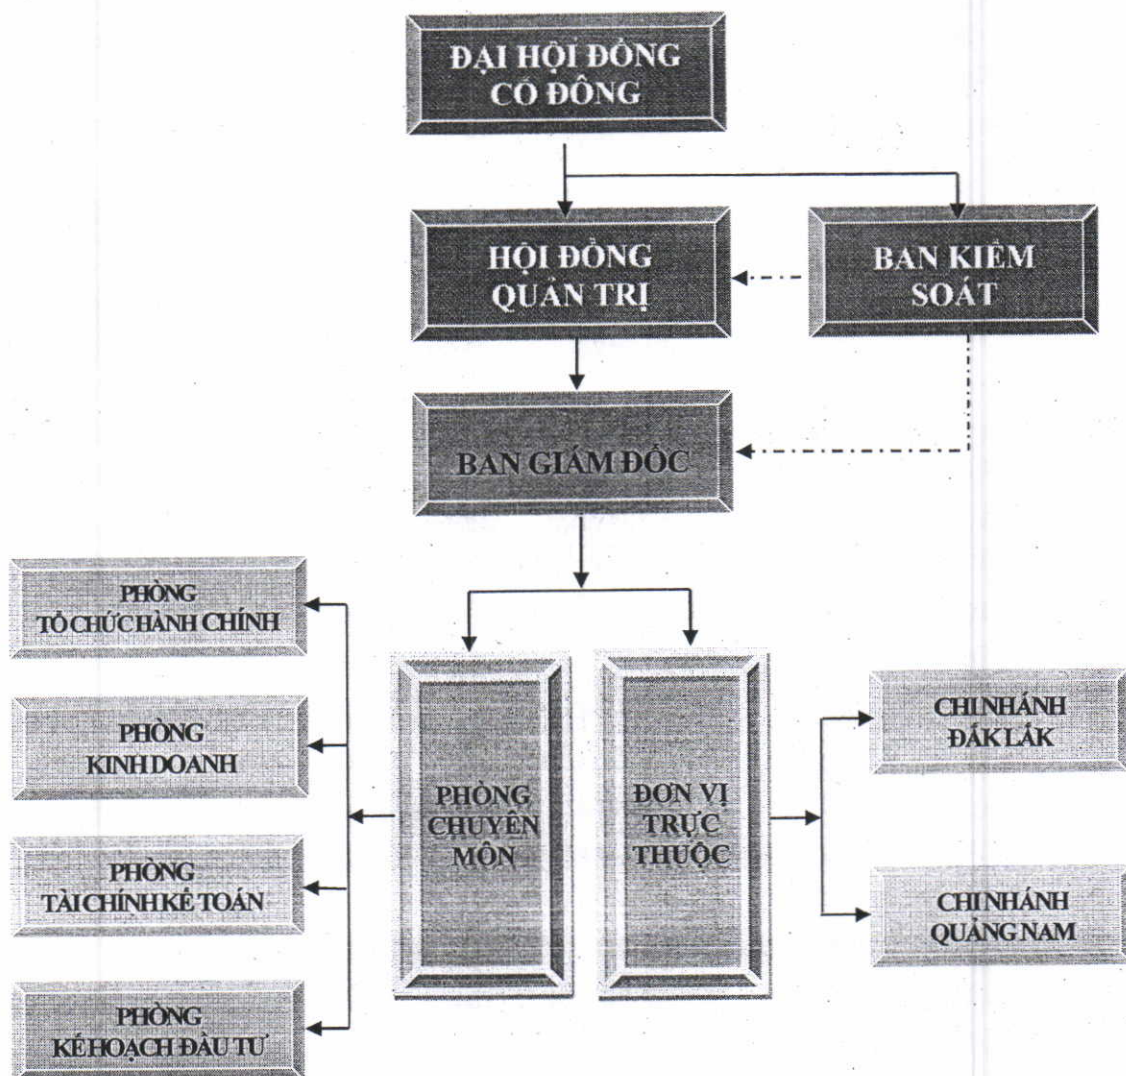 ĐẠI HỘI ĐỒNG
CỔ ĐÔNG
HỘI ĐỒNG
QUẢN TRỊ
BAN KIỂM
SOÁT
BAN GIÁM ĐỐC
PHÒNG
TỔ CHỨC HÀNH CHÍNH
PHÒNG
KINH DOANH
PHÒNG
TÀI CHÍNH KẾ TOÁN
PHÒNG
KẾ HOẠCH ĐẦU TƯ
PHÒNG
CHUYÊN
MÔN
ĐƠN VỊ
TRỰC
THUỘC
CHI NHÁNH
ĐẮK LẮK
CHI NHÁNH
QUẢNG NAM